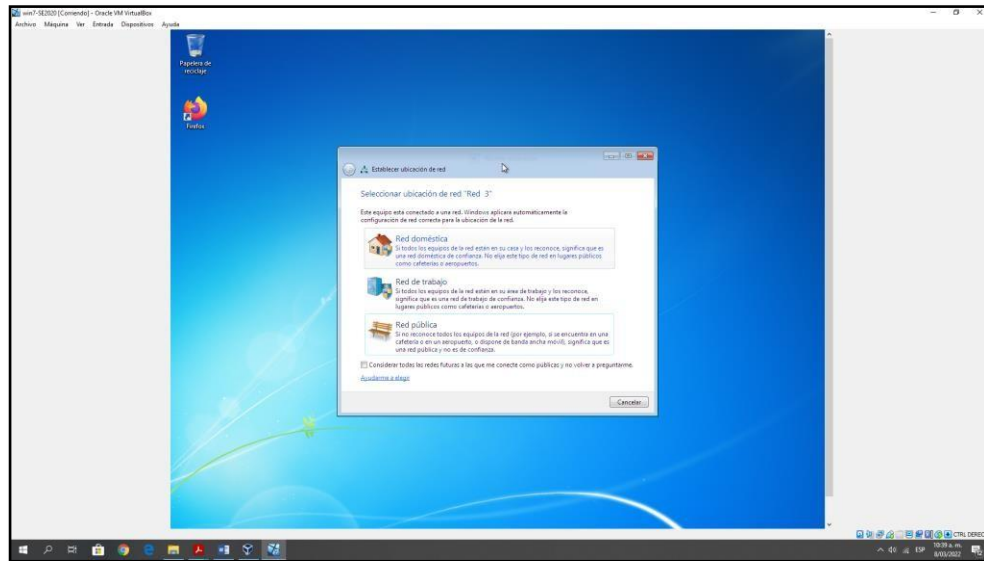 win7-SE2020 [Corriendo] - Oracle VM VirtualBox
Archivo Máquina Ver Entrada Dispositivos Ayuda
Papelera de
reciclaje
Firefox
Establecer ubicación de red
Seleccionar ubicación de red "Red 3"
Este equipo está conectado a una red. Windows aplicará automáticamente la
configuración de red correcta para la ubicación de la red.
Red doméstica
Si todos los equipos de la red están en su casa y los reconoce, significa que es
una red doméstica de confianza. No elija este tipo de red en lugares públicos
como cafeterías o aeropuertos.
Red de trabajo
Si todos los equipos de la red están en su área de trabajo y los reconoce,
significa que es una red de trabajo de confianza. No elija este tipo de red en
lugares públicos como cafeterías o aeropuertos.
Red pública
Si no reconoce todos los equipos de la red (por ejemplo, si se encuentra en una
cafetería o en un aeropuerto, o dispone de banda ancha móvil), significa que es
una red pública y no es de confianza.
Considerar todas las redes futuras a las que me conecte como públicas y no volver a preguntarme.
Ayudarme a elegir
Cancelar
CTRL DEREC
ESP
10:39 a. m.
8/03/2022